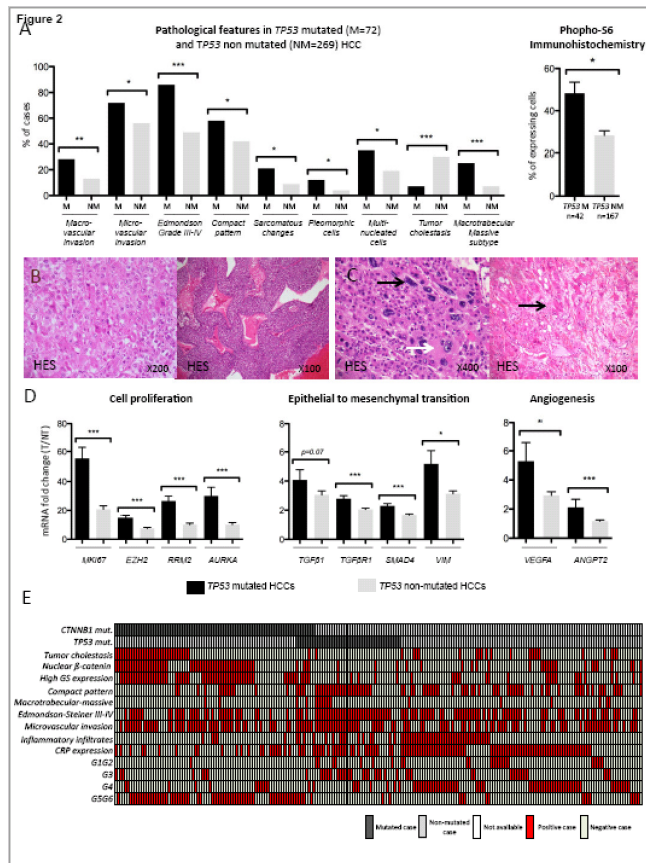 Figure 2
A
Pathological features in TP53 mutated (M=72)
and TP53 non mutated (NM=269) HCC
Phopho-S6
Immunohistochemistry
% of cases
100
80
60
40
20
0
** * *** * * * * *** ***
M NM M NM M NM M NM M NM M NM M NM M NM M NM
Macro-vascular invasion
Micro-vascular invasion
Edmondson Grade III-IV
Compact pattern
Sarcomatous changes
Pleomorphic cells
Multi-nucleated cells
Tumor cholestasis
Macrotrabecular Massive subtype
% of expressing cells
60
40
20
0
*
TP53 M n=42
TP53 NM n=167
B
HES X200
X100
C
HES X400
HES X100
D
Cell proliferation
Epithelial to mesenchymal transition
Angiogenesis
mRNA fold change (T/NT)
80
60
40
20
0
*** *** *** ***
MKI67 EZH2 RRM2 AURKA
6
4
2
0
p=0.07 *** *** *
TGFβ1 TGFβR1 SMAD4 VIM
8
6
4
2
0
* ***
VEGFA ANGPT2
TP53 mutated HCCs
TP53 non-mutated HCCs
E
CTNNB1 mut.
TP53 mut.
Tumor cholestasis
Nuclear β-catenin
High GS expression
Compact pattern
Macrotrabecular-massive
Edmondson-Steiner III-IV
Microvascular invasion
Inflammatory infiltrates
CRP expression
G1G2
G3
G4
G5G6
Mutated case
Non-mutated case
Not available
Positive case
Negative case